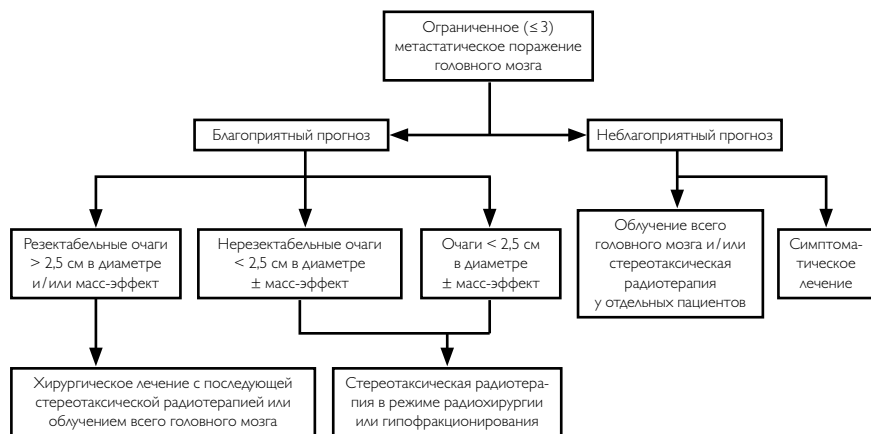 Ограниченное (≤ 3)
метастатическое поражение
головного мозга
Благоприятный прогноз
Неблагоприятный прогноз
Резектабельные очаги
> 2,5 см в диаметре
и/или масс-эффект
Нерезектабельные очаги
< 2,5 см в диаметре
± масс-эффект
Очаги < 2,5 см
в диаметре
± масс-эффект
Облучение всего
головного мозга и/или
стереотаксическая
радиотерапия
у отдельных пациентов
Симптома-
тическое
лечение
Хирургическое лечение с последующей
стереотаксической радиотерапией или
облучением всего головного мозга
Стереотаксическая радиотера-
пия в режиме радиохирургии
или гипофракционирования